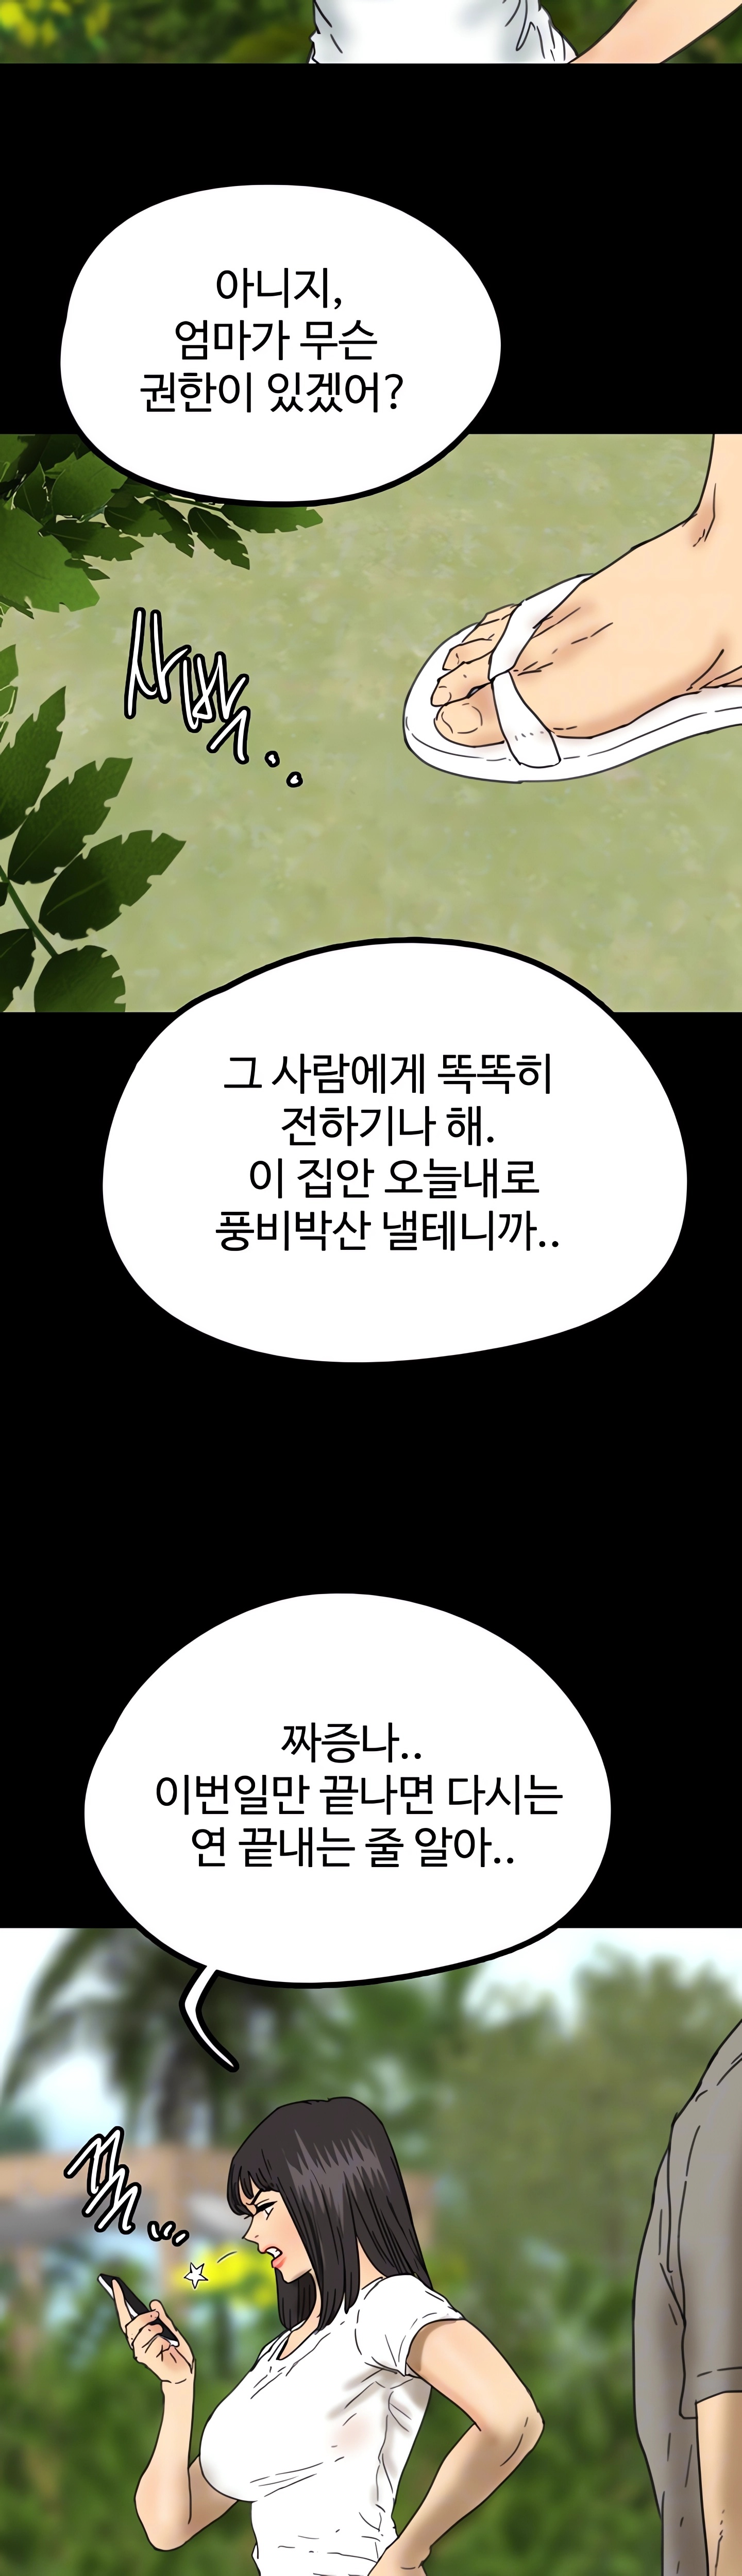 아니지,
엄마가 무슨
권한이 있겠어?
사박..
그 사람에게 똑똑히
전하기나 해.
이 집안 오늘내로
풍비박산 낼테니까..
짜증나..
이번일만 끝나면 다시는
연 끝내는 줄 알아..